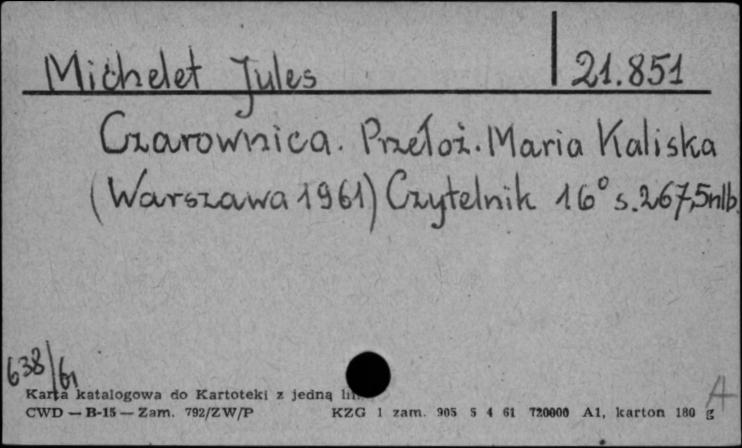 Michelet Jules 21.851
Czarownica. Przełoż. Maria Kaliska
(Warszawa 1961) Czytelnik 16° s. 267,5nlb.
638/61
Karta katalogowa do Kartoteki z jedną
CWD — B-15 — Zam. 792/ZW/P KZG 1 zam. 905 5 4 61 720000 A1, karton 180 g
A